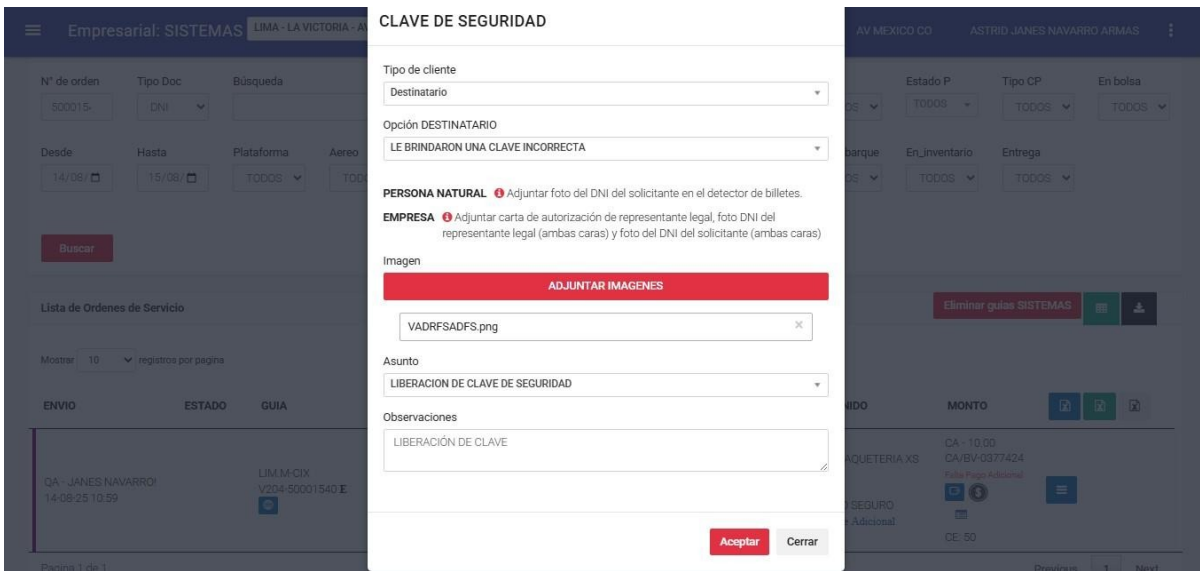 Empresarial: SISTEMAS
LIMA - LA VICTORIA - AV
AV MEXICO CO
ASTRID JANES NAVARRO ARMAS
CLAVE DE SEGURIDAD
Tipo de cliente
Destinatario
Opción DESTINATARIO
LE BRINDARON UNA CLAVE INCORRECTA
PERSONA NATURAL Adjuntar foto del DNI del solicitante en el detector de billetes.
EMPRESA Adjuntar carta de autorización de representante legal, foto DNI del
representante legal (ambas caras) y foto del DNI del solicitante (ambas caras)
Imagen
ADJUNTAR IMAGENES
VADRFSADFS.png
Asunto
LIBERACION DE CLAVE DE SEGURIDAD
Observaciones
LIBERACIÓN DE CLAVE
Aceptar Cerrar
N° de orden Tipo Doc Búsqueda Estado P Tipo CP En bolsa
500015 DNI TODOS TODOS TODOS
Desde Hasta Plataforma Aereo barque En_inventario Entrega
14/08/ 15/08/ TODOS TODOS TODOS
Buscar
Lista de Ordenes de Servicio
Eliminar guias SISTEMAS
Mostrar 10 registros por pagina
ENVIO ESTADO GUIA NIDO MONTO
QA - JANES NAVARRO!
14-08-25 10:59
LIM.M-CIX
V204-50001540 E
AQUETERIA XS
SEGURO
Adicional
CA - 10.00
CA/BV-0377424
Falta Pago Adicional
CE: 50
Pagina 1 de 1
Previous 1 Next